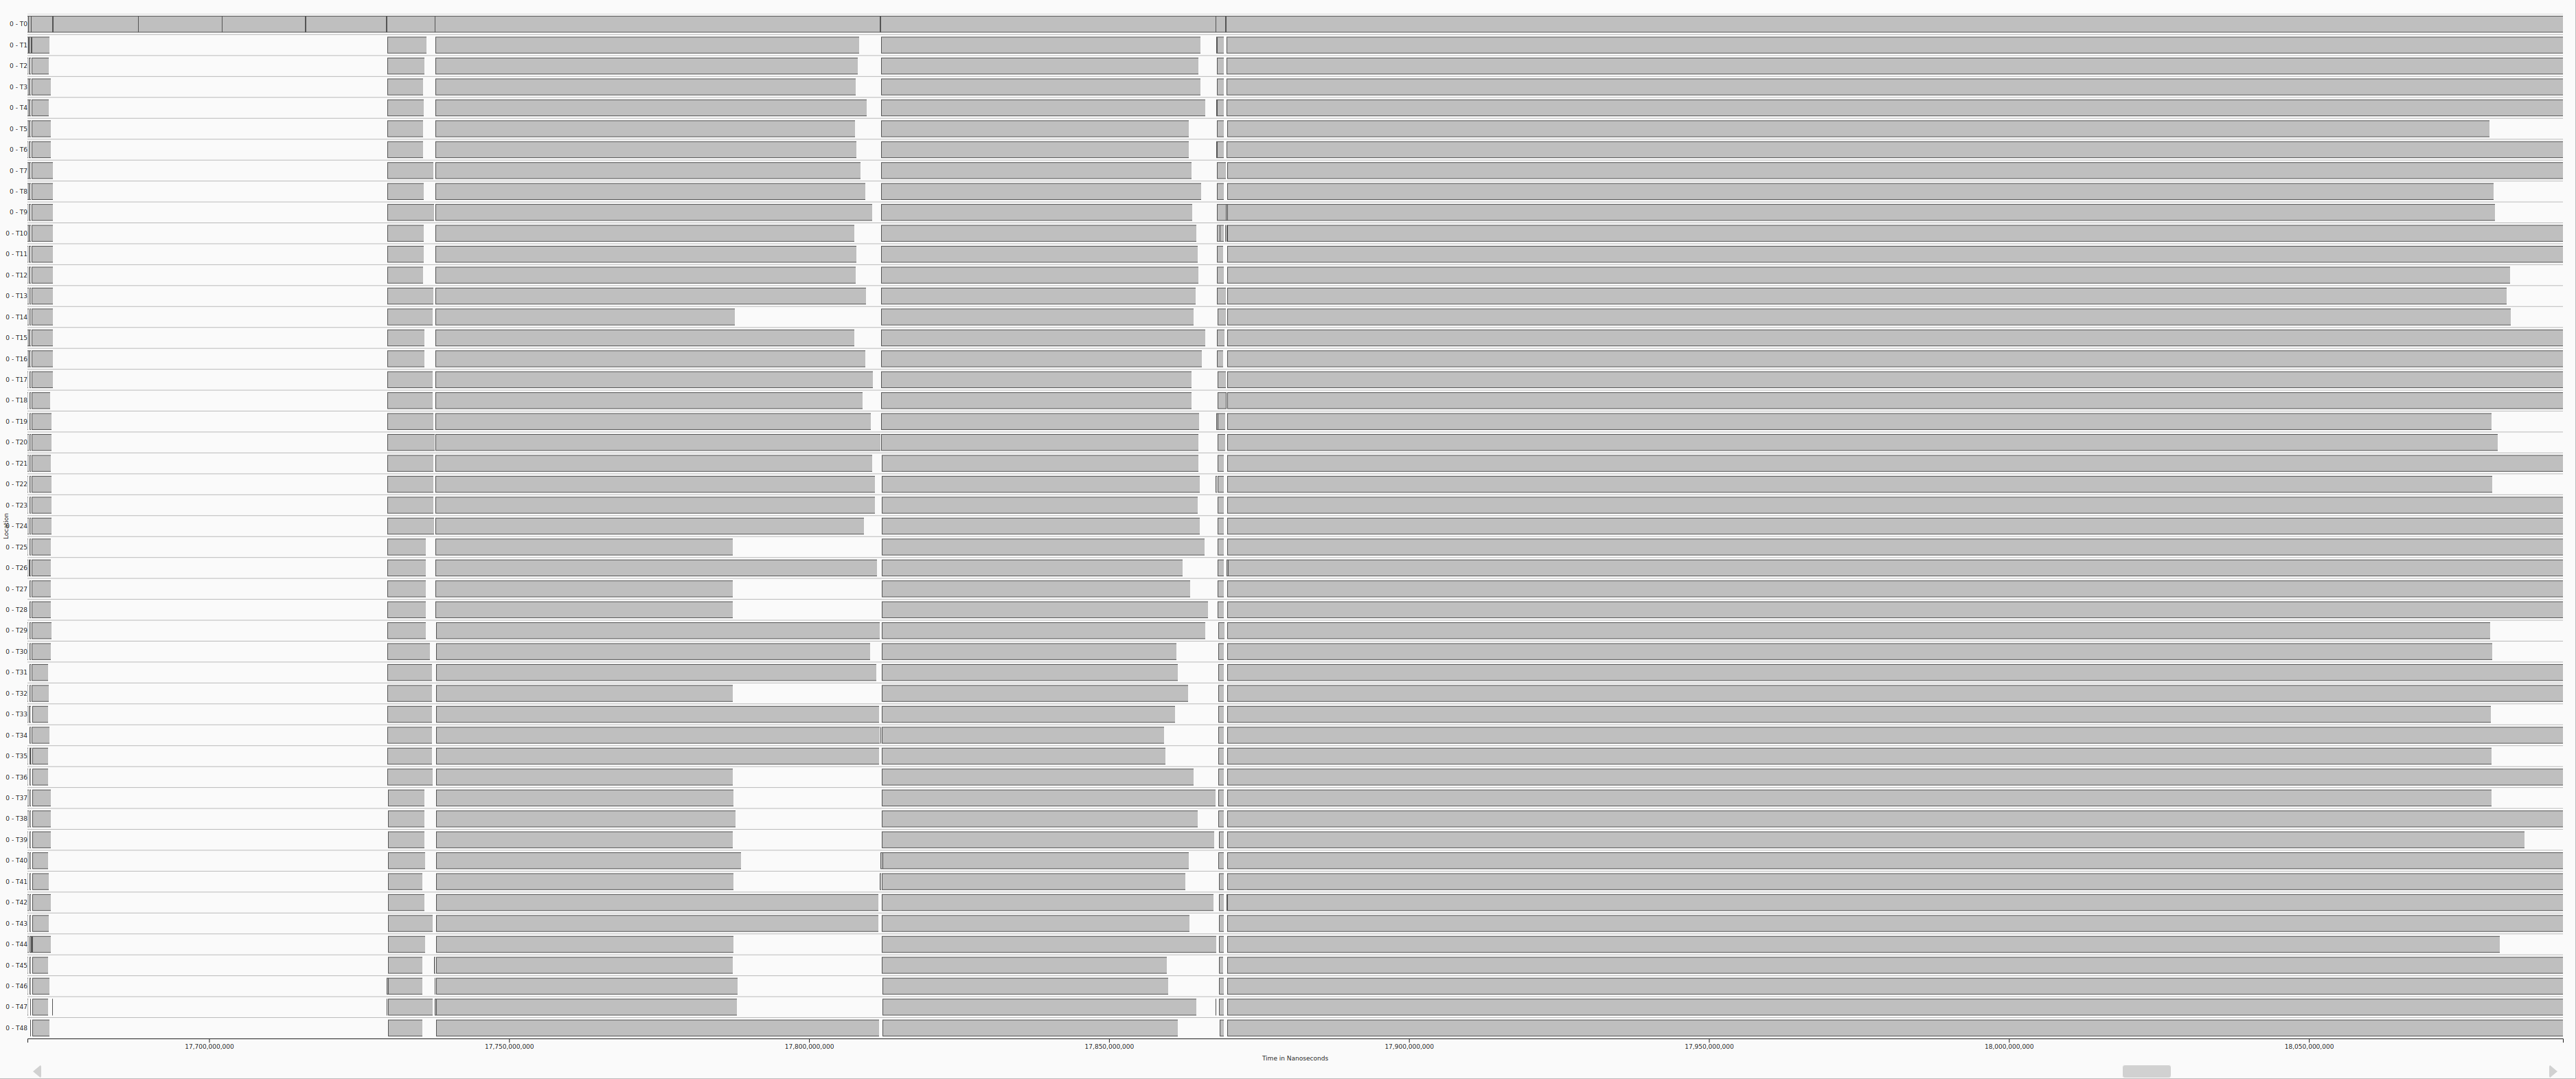 0 - T0
0 - T1
0 - T2
0 - T3
0 - T4
0 - T5
0 - T6
0 - T7
0 - T8
0 - T9
0 - T10
0 - T11
0 - T12
0 - T13
0 - T14
0 - T15
0 - T16
0 - T17
0 - T18
0 - T19
0 - T20
0 - T21
0 - T22
0 - T23
0 - T24
0 - T25
0 - T26
0 - T27
0 - T28
0 - T29
0 - T30
0 - T31
0 - T32
0 - T33
0 - T34
0 - T35
0 - T36
0 - T37
0 - T38
0 - T39
0 - T40
0 - T41
0 - T42
0 - T43
0 - T44
0 - T45
0 - T46
0 - T47
0 - T48
Location
17,700,000,000 17,750,000,000 17,800,000,000 17,850,000,000 17,900,000,000 17,950,000,000 18,000,000,000 18,050,000,000
Time in Nanoseconds